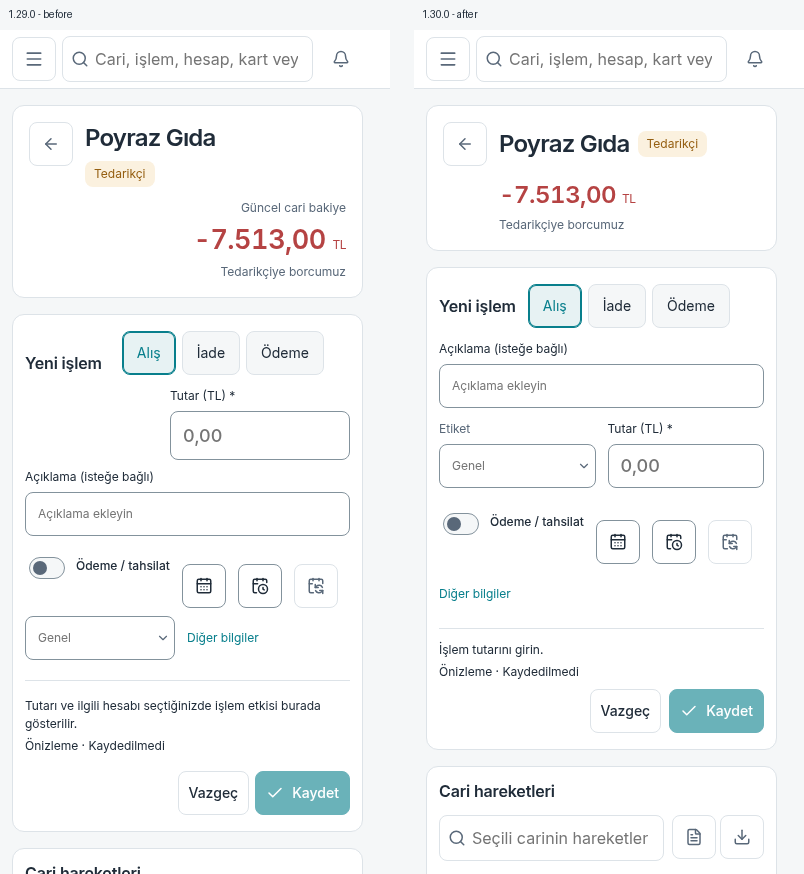 1.29.0 - before
Cari, işlem, hesap, kart vey
Poyraz Gıda
Tedarikçi
Güncel cari bakiye
-7.513,00 TL
Tedarikçiye borcumuz
Yeni işlem
Alış
İade
Ödeme
Tutar (TL) *
0,00
Açıklama (isteğe bağlı)
Açıklama ekleyin
Ödeme / tahsilat
Genel
Diğer bilgiler
Tutarı ve ilgili hesabı seçtiğinizde işlem etkisi burada
gösterilir.
Önizleme · Kaydedilmedi
Vazgeç
Kaydet
Cari hareketleri
1.30.0 - after
Cari, işlem, hesap, kart vey
Poyraz Gıda
Tedarikçi
-7.513,00 TL
Tedarikçiye borcumuz
Yeni işlem
Alış
İade
Ödeme
Açıklama (isteğe bağlı)
Açıklama ekleyin
Etiket
Tutar (TL) *
Genel
0,00
Ödeme / tahsilat
Diğer bilgiler
İşlem tutarını girin.
Önizleme · Kaydedilmedi
Vazgeç
Kaydet
Cari hareketleri
Seçili carinin hareketler